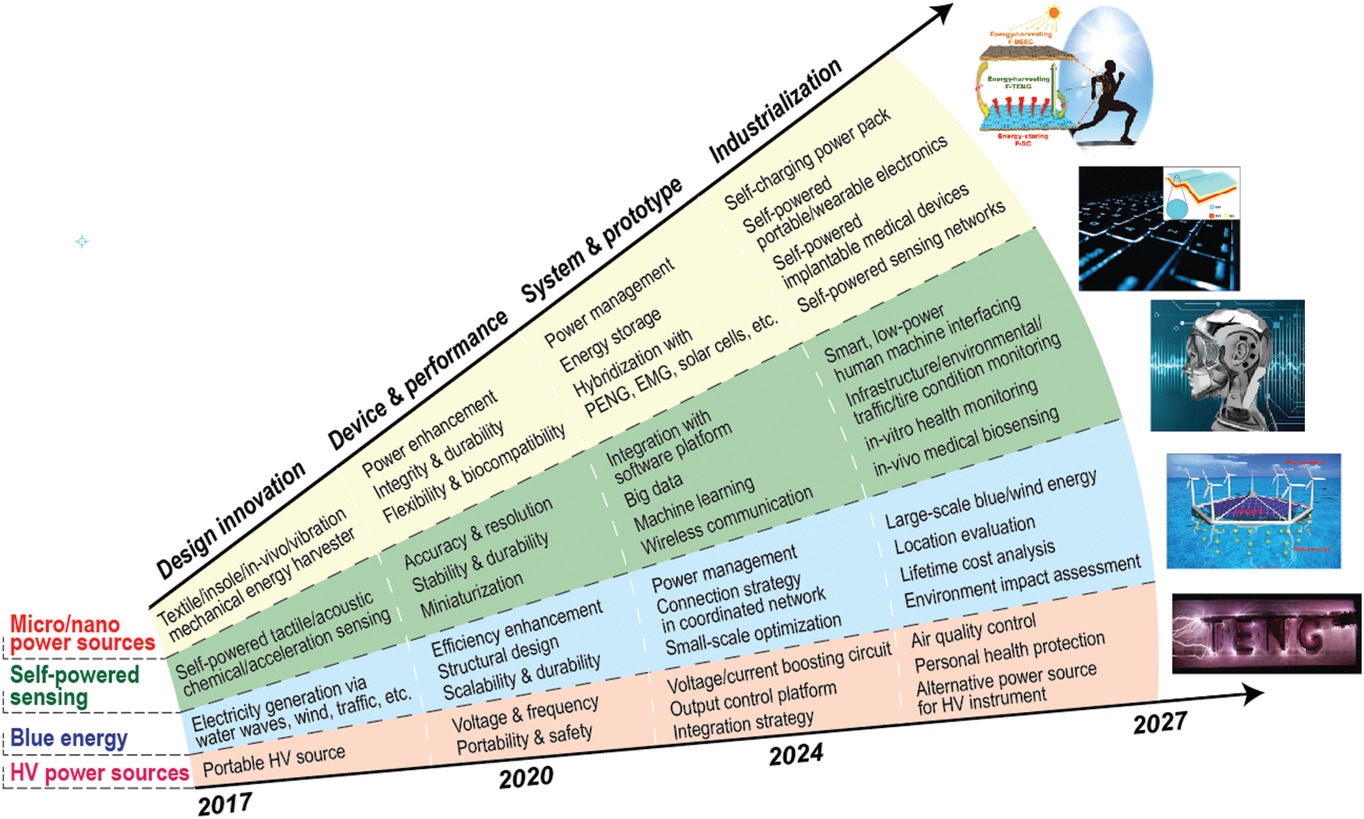 Design innovation
Device & performance
System & prototype
Industrialization
Micro/nano
power sources
Textile/insole/in-vivo/vibration
mechanical energy harvester
Power enhancement
Integrity & durability
Flexibility & biocompatibility
Power management
Energy storage
Hybridization with
PENG, EMG, solar cells, etc.
Self-charging power pack
Self-powered
portable/wearable electronics
Self-powered
implantable medical devices
Self-powered sensing networks
Self-powered
sensing
Self-powered tactile/acoustic
chemical/acceleration sensing
Accuracy & resolution
Stability & durability
Miniaturization
Integration with
software platform
Big data
Machine learning
Wireless communication
Smart, low-power
human machine interfacing
Infrastructure/environmental/
traffic/tire condition monitoring
in-vitro health monitoring
in-vivo medical biosensing
Blue energy
Electricity generation via
water waves, wind, traffic, etc.
Efficiency enhancement
Structural design
Scalability & durability
Power management
Connection strategy
in coordinated network
Small-scale optimization
Large-scale blue/wind energy
Location evaluation
Lifetime cost analysis
Environment impact assessment
HV power sources
Portable HV source
Voltage & frequency
Portability & safety
Voltage/current boosting circuit
Output control platform
Integration strategy
Air quality control
Personal health protection
Alternative power source
for HV instrument
2017
2020
2024
2027
Energy-harvesting
F-DSSC
Energy-harvesting
F-TENG
Energy-storing
F-SC
TENG